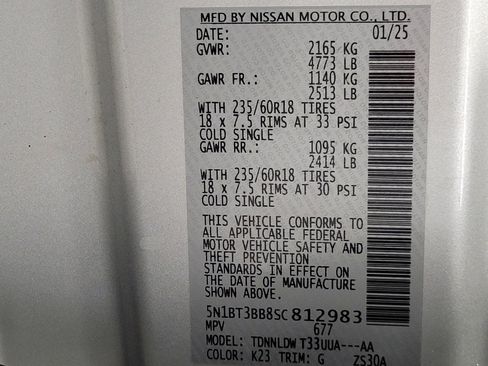 MFD BY NISSAN MOTOR CO., LTD.
DATE: 01/25
GVWR: 2165 KG
4773 LB
GAWR FR.: 1140 KG
2513 LB
WITH 235/60R18 TIRES
18 x 7.5 RIMS AT 33 PSI
COLD SINGLE
GAWR RR.: 1095 KG
2414 LB
WITH 235/60R18 TIRES
18 x 7.5 RIMS AT 30 PSI
COLD SINGLE
THIS VEHICLE CONFORMS TO
ALL APPLICABLE FEDERAL
MOTOR VEHICLE SAFETY AND
THEFT PREVENTION
STANDARDS IN EFFECT ON
THE DATE OF MANUFACTURE
SHOWN ABOVE.
5N1BT3BB8SC812983
MPV 677
MODEL: TDNNLDW T33UUA---AA
COLOR: K23 TRIM: G ZS30A